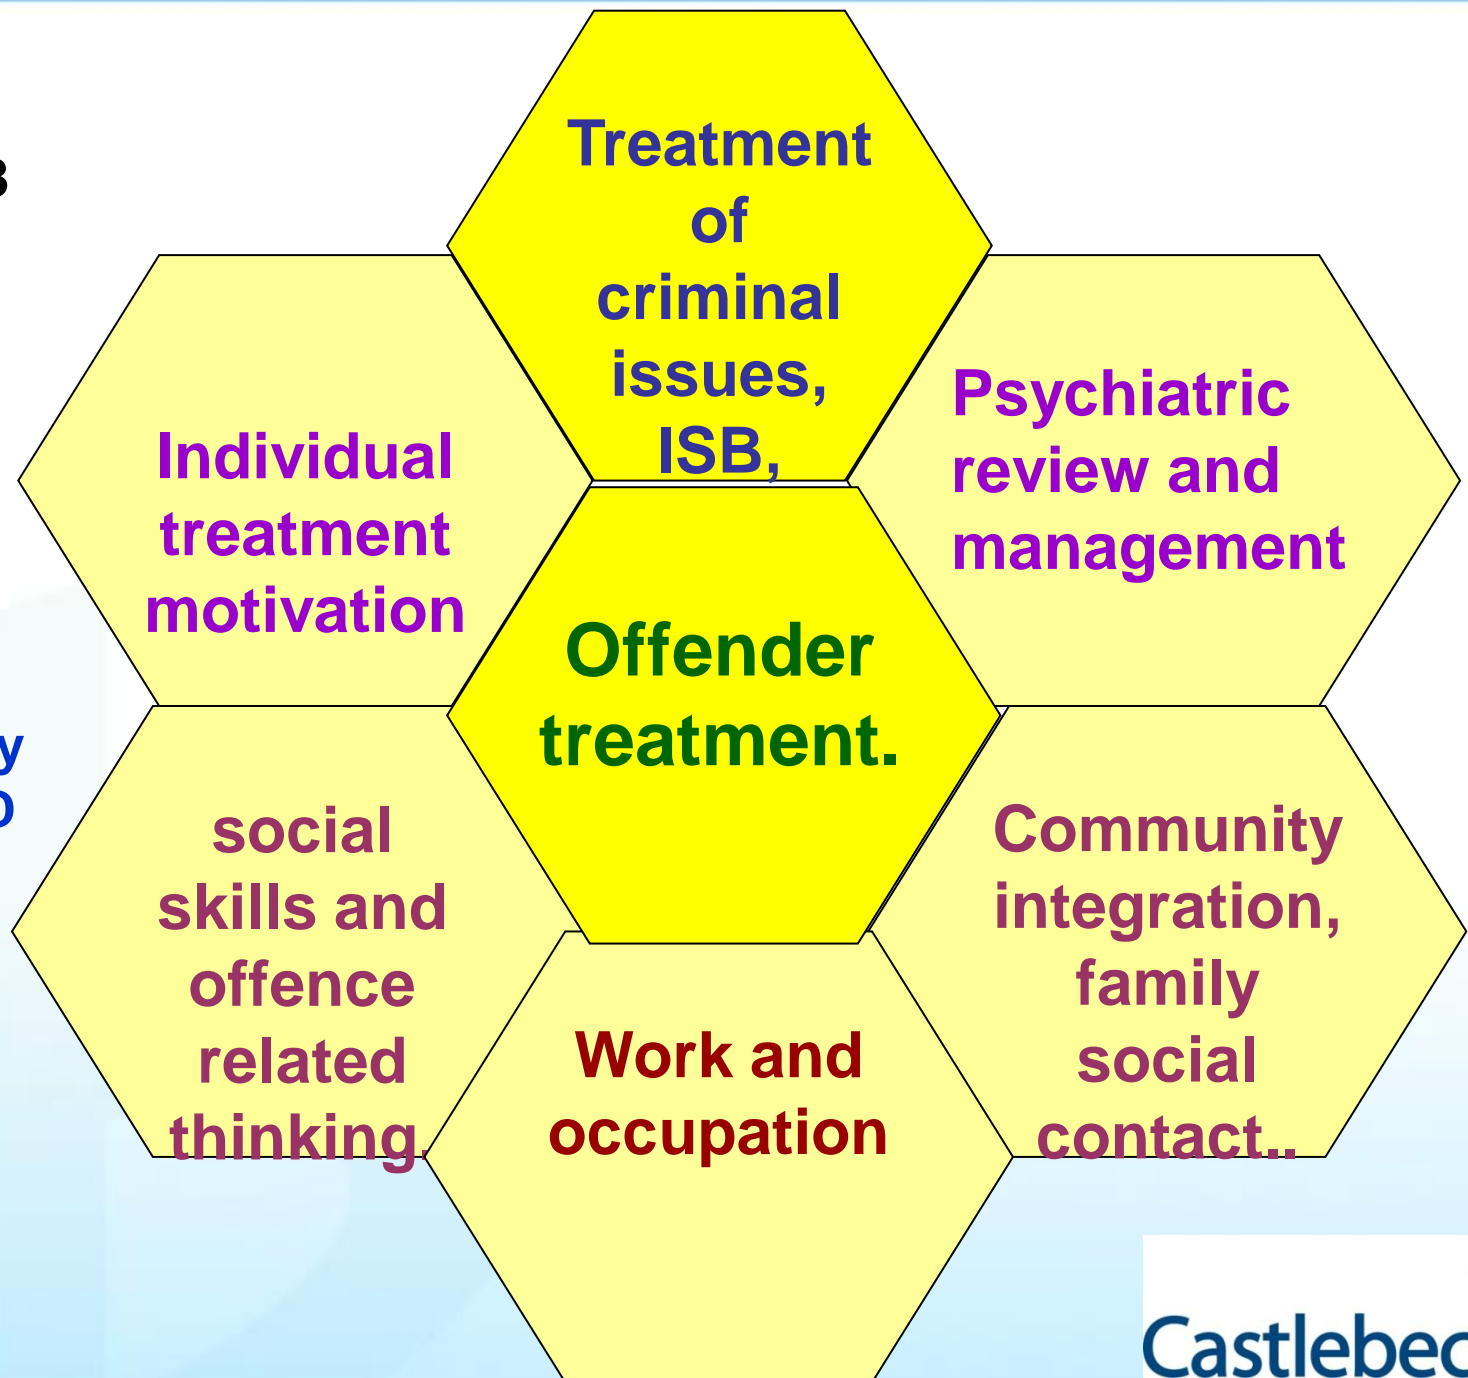 Treatment
of
criminal
issues,
ISB,
Individual
treatment
motivation
Psychiatric
review and
management
Offender
treatment.
social
skills and
offence
related
thinking.
Community
integration,
family
social
contact..
Work and
occupation